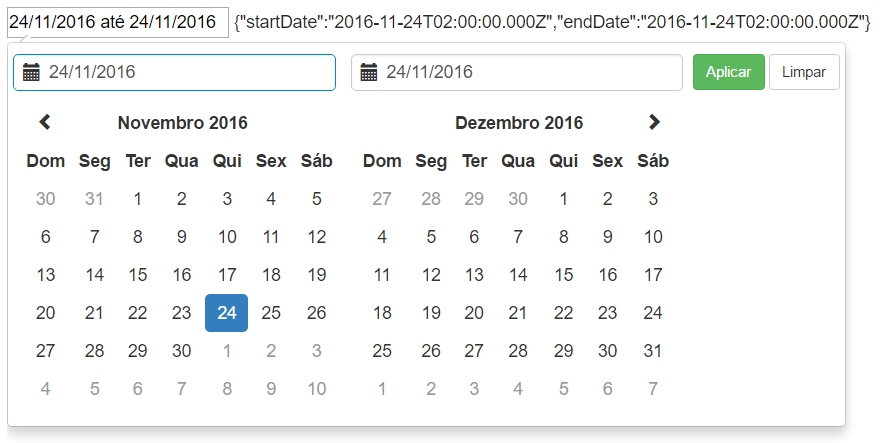 24/11/2016 até 24/11/2016 {"startDate":"2016-11-24T02:00:00.000Z","endDate":"2016-11-24T02:00:00.000Z"}
24/11/2016 24/11/2016 Aplicar Limpar
Novembro 2016 Dezembro 2016
Dom Seg Ter Qua Qui Sex Sáb Dom Seg Ter Qua Qui Sex Sáb
30 31 1 2 3 4 5 27 28 29 30 1 2 3
6 7 8 9 10 11 12 4 5 6 7 8 9 10
13 14 15 16 17 18 19 11 12 13 14 15 16 17
20 21 22 23 24 25 26 18 19 20 21 22 23 24
27 28 29 30 1 2 3 25 26 27 28 29 30 31
4 5 6 7 8 9 10 1 2 3 4 5 6 7